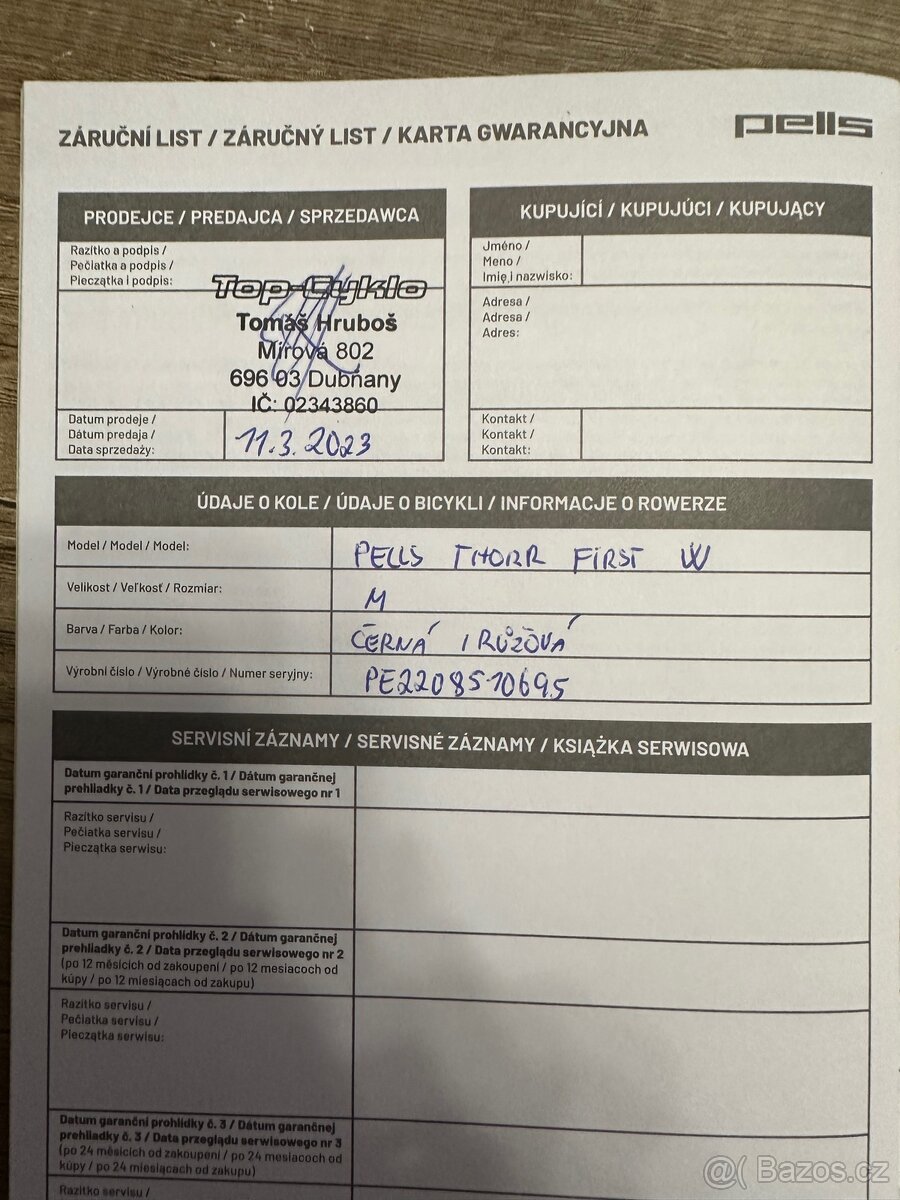 ZÁRUČNÍ LIST / ZÁRUČNÝ LIST / KARTA GWARANCYJNA
pells
PRODEJCE / PREDAJCA / SPRZEDAWCA
Razítko a podpis /
Pečiatka a podpis /
Pieczątka i podpis:
Top-Cyklo
Tomáš Hruboš
Mírová 802
696 03 Dubňany
IČ: 02343860
Datum prodeje /
Dátum predaja /
Data sprzedaży:
11.3.2023
KUPUJÍCÍ / KUPUJÚCI / KUPUJĄCY
Jméno /
Meno /
Imię i nazwisko:
Adresa /
Adresa /
Adres:
Kontakt /
Kontakt /
Kontakt:
ÚDAJE O KOLE / ÚDAJE O BICYKLI / INFORMACJE O ROWERZE
Model / Model / Model:
PELLS THORR FIRST W
Velikost / Veľkosť / Rozmiar:
M
Barva / Farba / Kolor:
ČERNÁ / RŮŽOVÁ
Výrobní číslo / Výrobné číslo / Numer seryjny:
PE2208510695
SERVISNÍ ZÁZNAMY / SERVISNÉ ZÁZNAMY / KSIĄŻKA SERWISOWA
Datum garanční prohlídky č. 1 / Dátum garančnej
prehliadky č. 1 / Data przeglądu serwisowego nr 1
Razítko servisu /
Pečiatka servisu /
Pieczątka serwisu:
Datum garanční prohlídky č. 2 / Dátum garančnej
prehliadky č. 2 / Data przeglądu serwisowego nr 2
(po 12 měsících od zakoupení / po 12 mesiacoch od
kúpy / po 12 miesiącach od zakupu)
Razítko servisu /
Pečiatka servisu /
Pieczątka serwisu:
Datum garanční prohlídky č. 3 / Dátum garančnej
prehliadky č. 3 / Data przeglądu serwisowego nr 3
(po 24 měsících od zakoupení / po 24 mesiacoch od
kúpy / po 24 miesiącach od zakupu)
Razítko servisu /
@( Bazos.cz